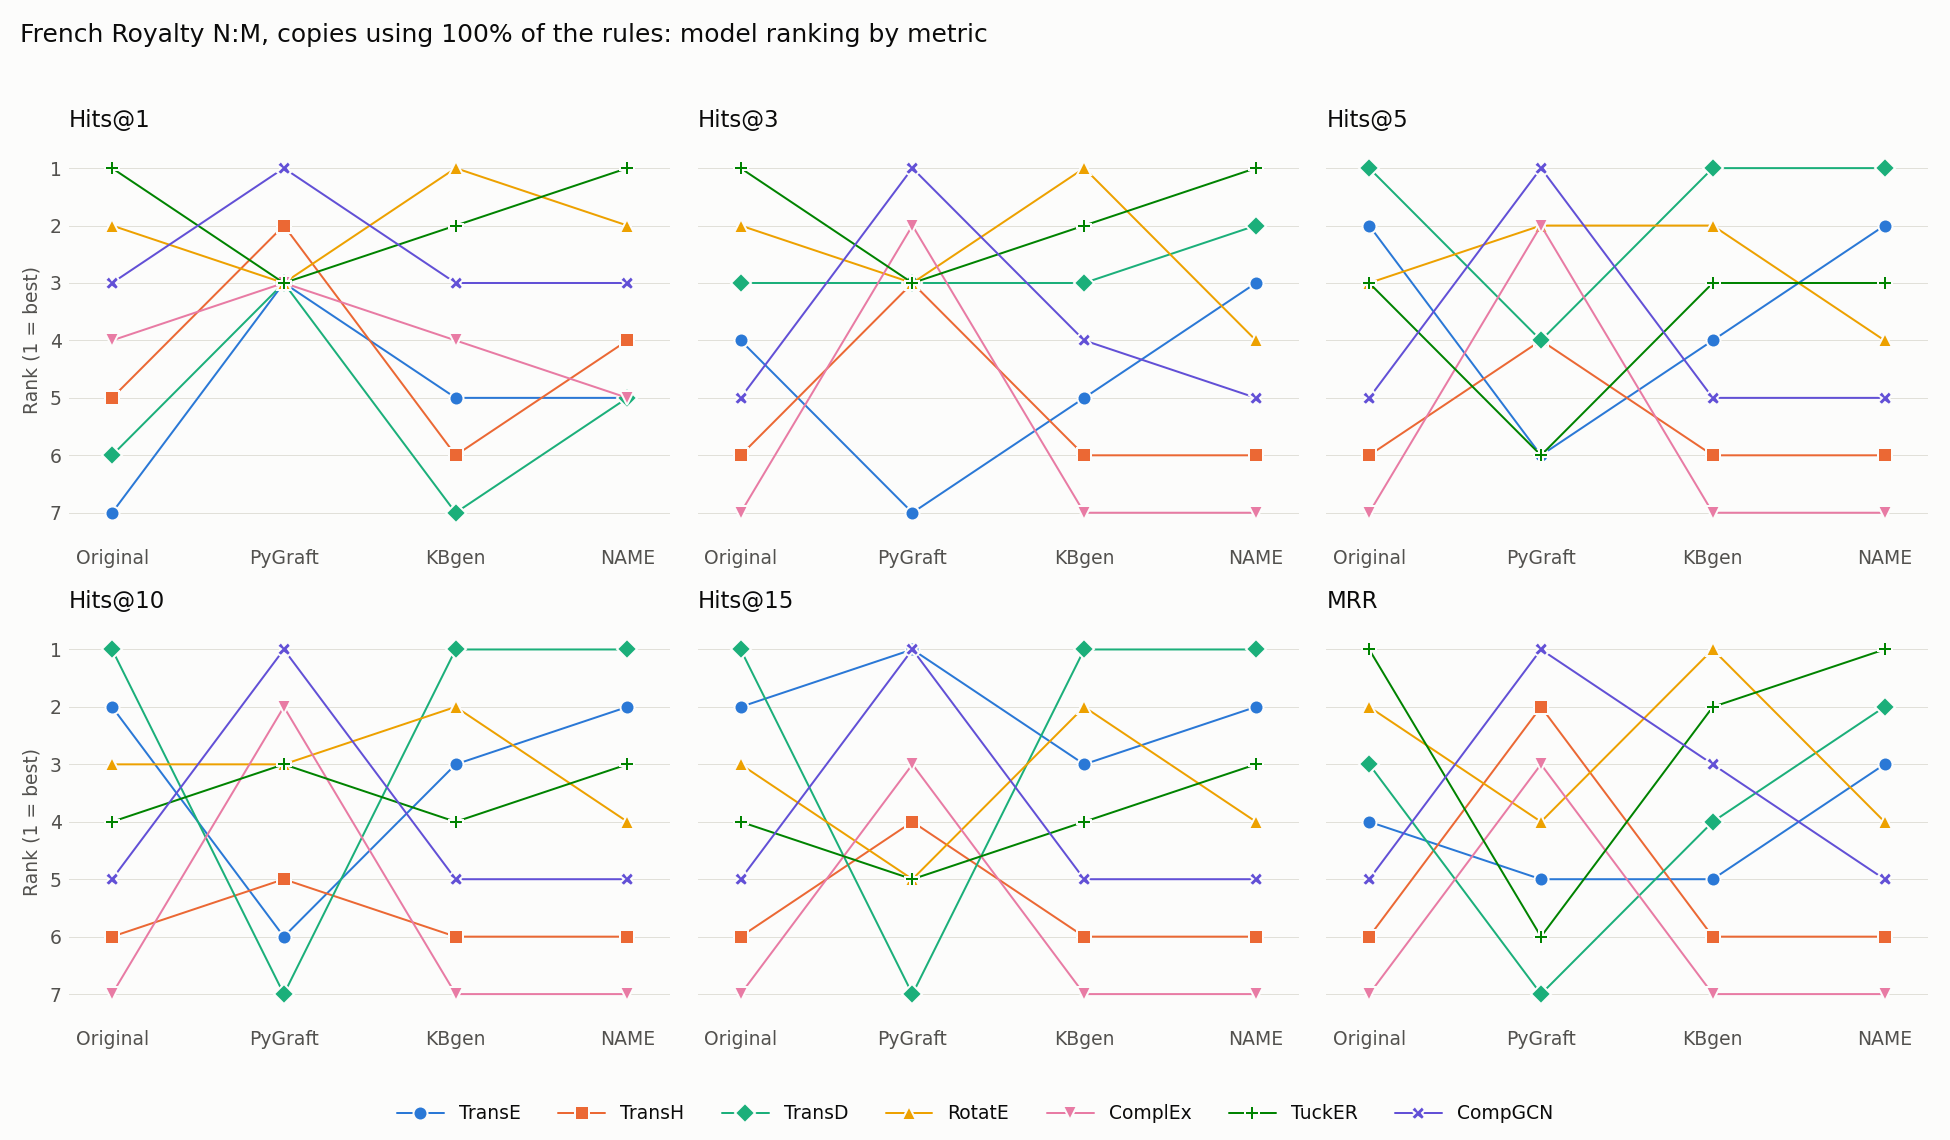 French Royalty N:M, copies using 100% of the rules: model ranking by metric
Hits@1
Hits@3
Hits@5
Rank (1 = best)
1
2
3
4
5
6
7
Original PyGraft KBgen NAME
Original PyGraft KBgen NAME
Original PyGraft KBgen NAME
Hits@10
Hits@15
MRR
Rank (1 = best)
1
2
3
4
5
6
7
Original PyGraft KBgen NAME
Original PyGraft KBgen NAME
Original PyGraft KBgen NAME
TransE TransH TransD RotatE ComplEx TuckER CompGCN